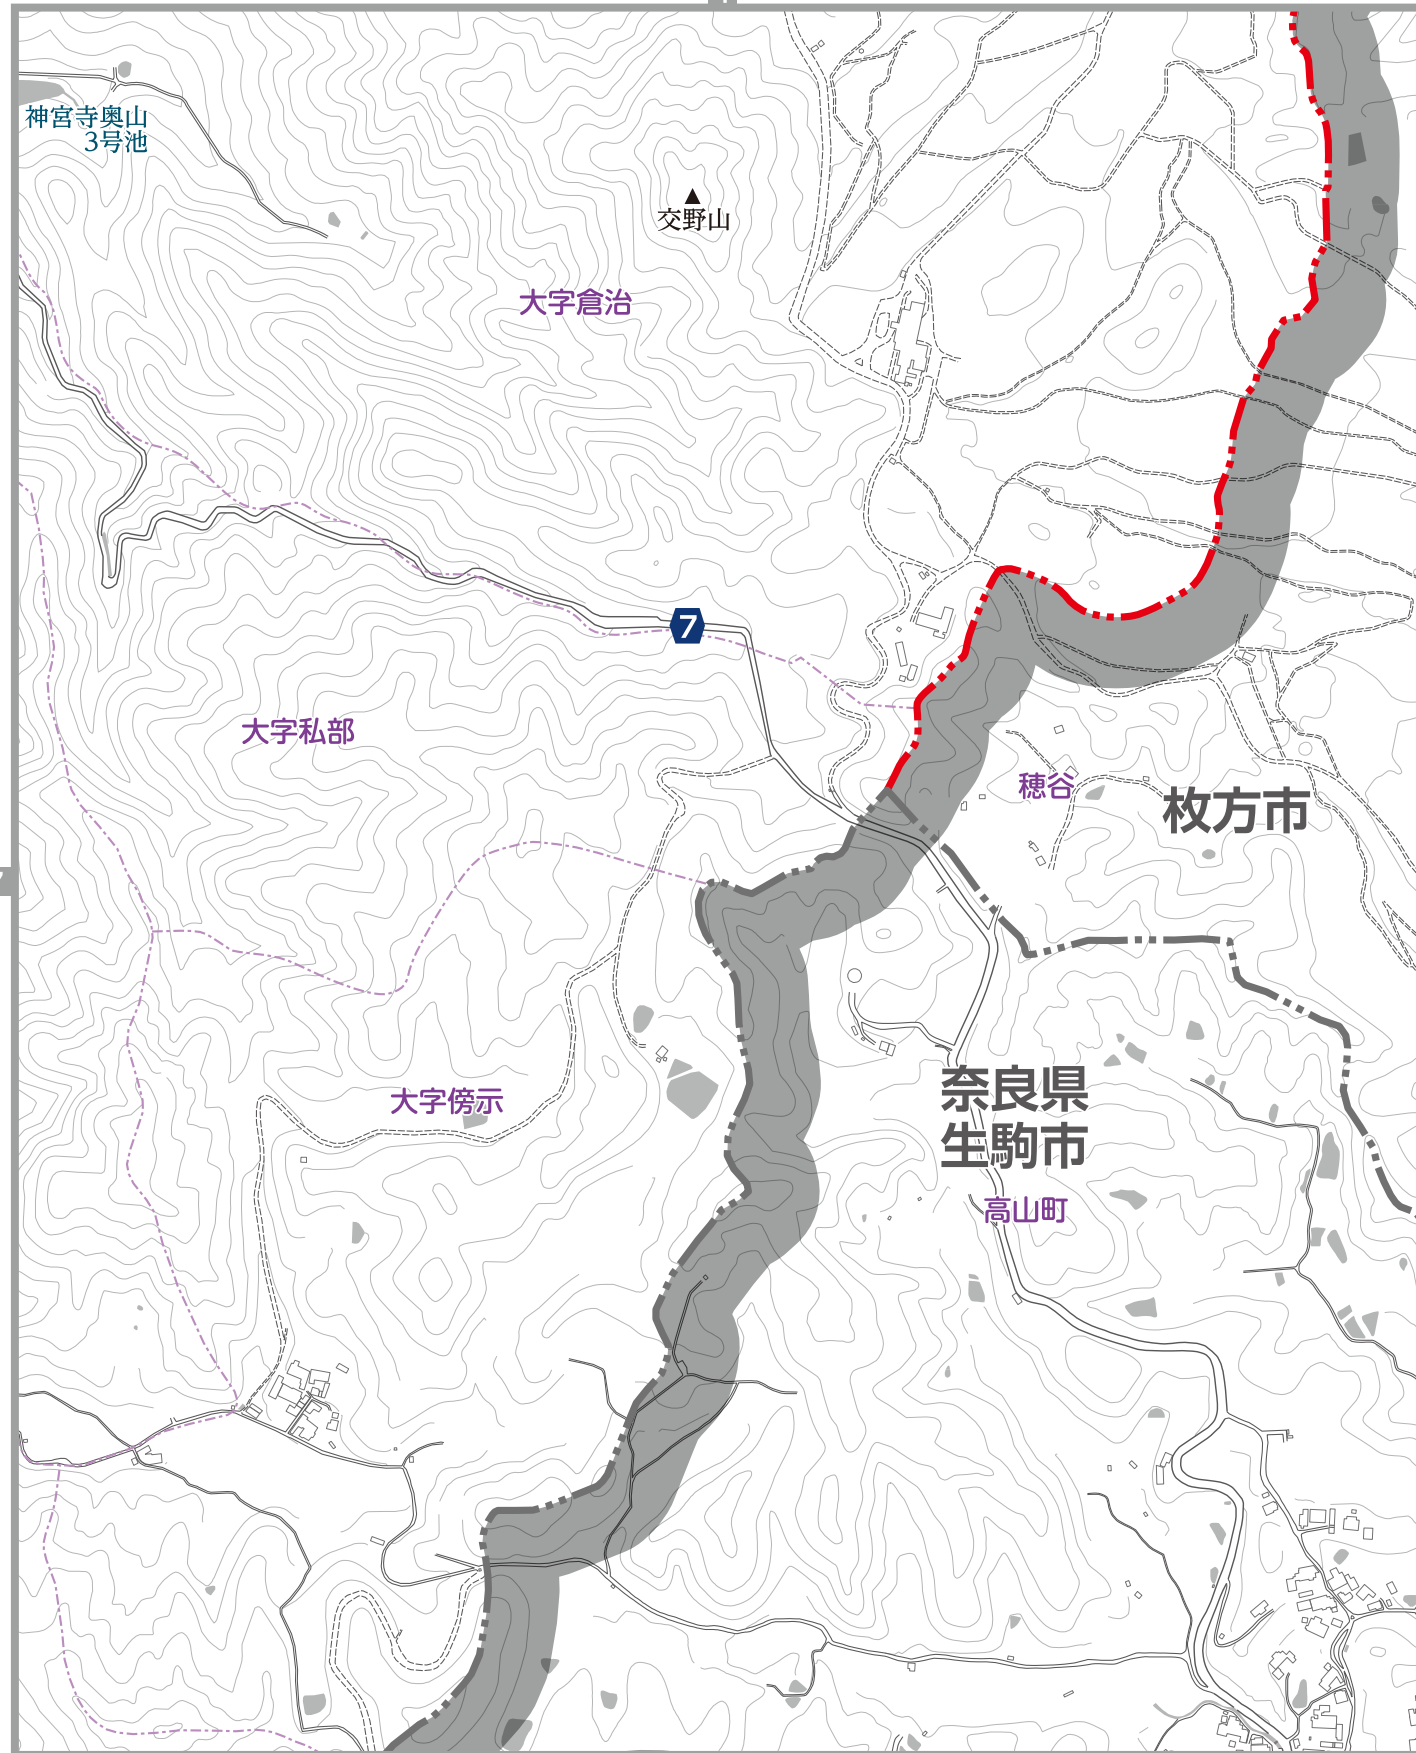 神宮寺奥山
3号池
交野山
大字倉治
7
大字私部
穂谷
枚方市
大字傍示
奈良県
生駒市
高山町